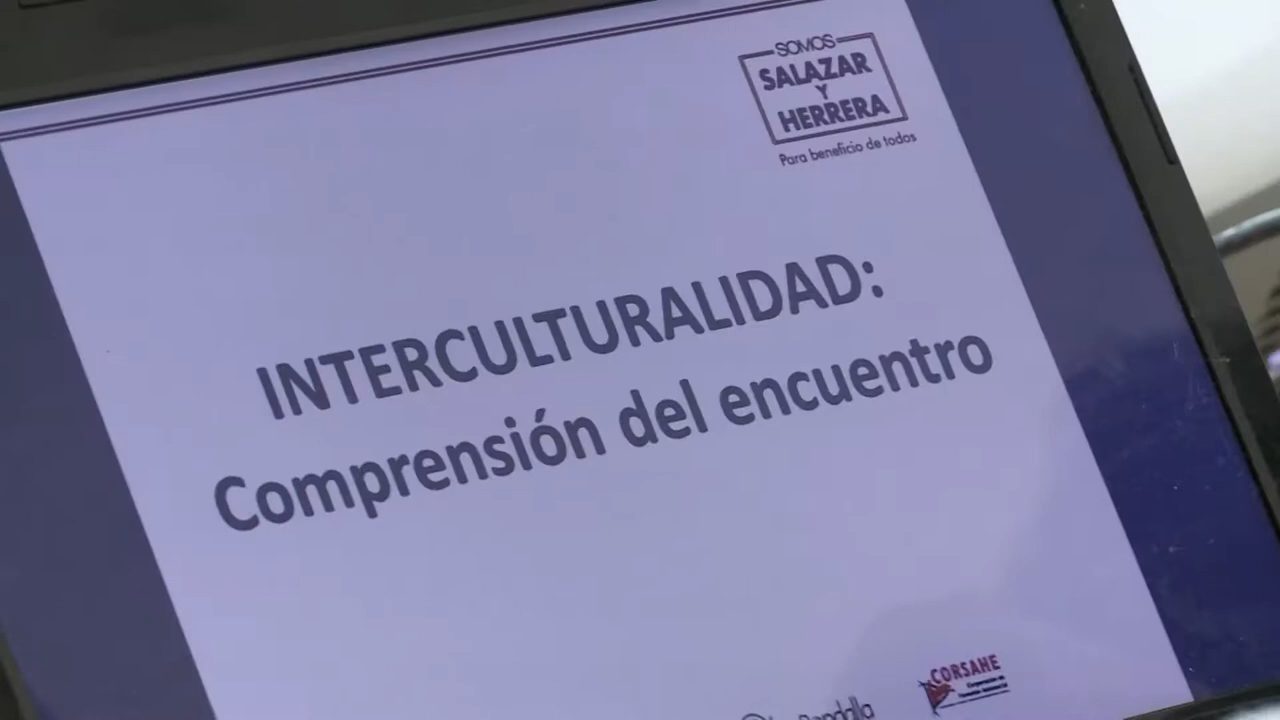 SOMOS
SALAZAR
Y
HERRERA
Para beneficio de todos
INTERCULTURALIDAD:
Comprensión del encuentro
CORSAHE